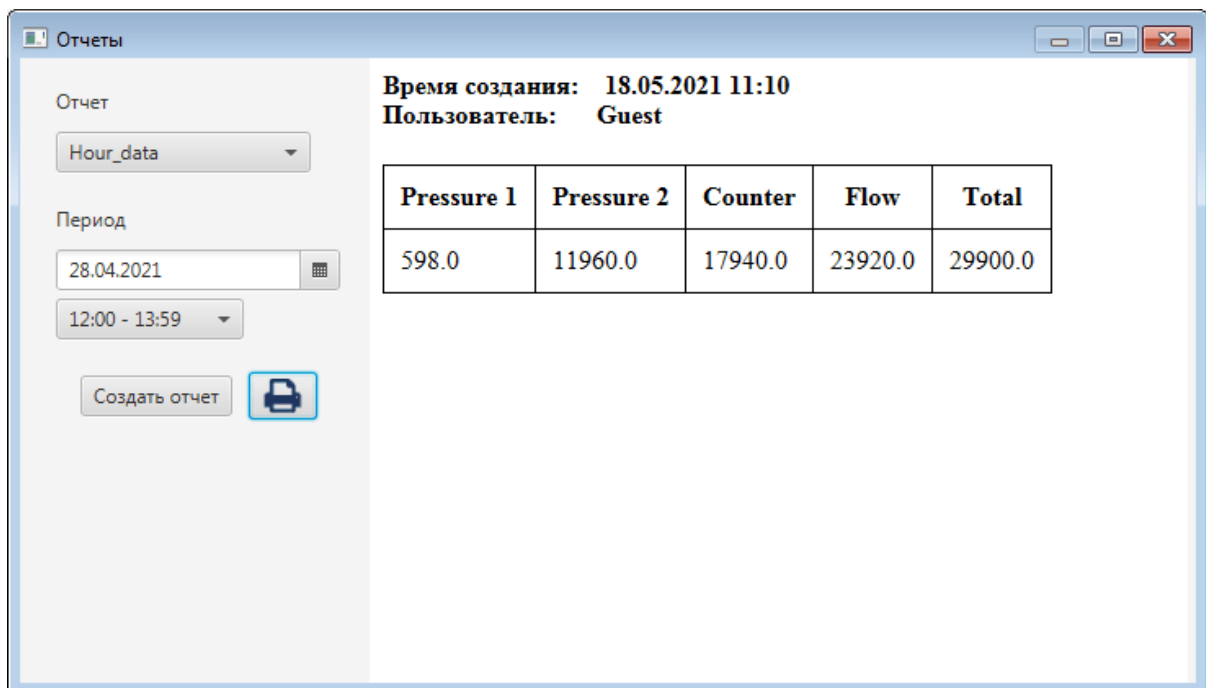 Отчеты
Отчет
Hour_data
Период
28.04.2021
12:00 - 13:59
Создать отчет
Время создания: 18.05.2021 11:10
Пользователь: Guest
Pressure 1 Pressure 2 Counter Flow Total
598.0 11960.0 17940.0 23920.0 29900.0